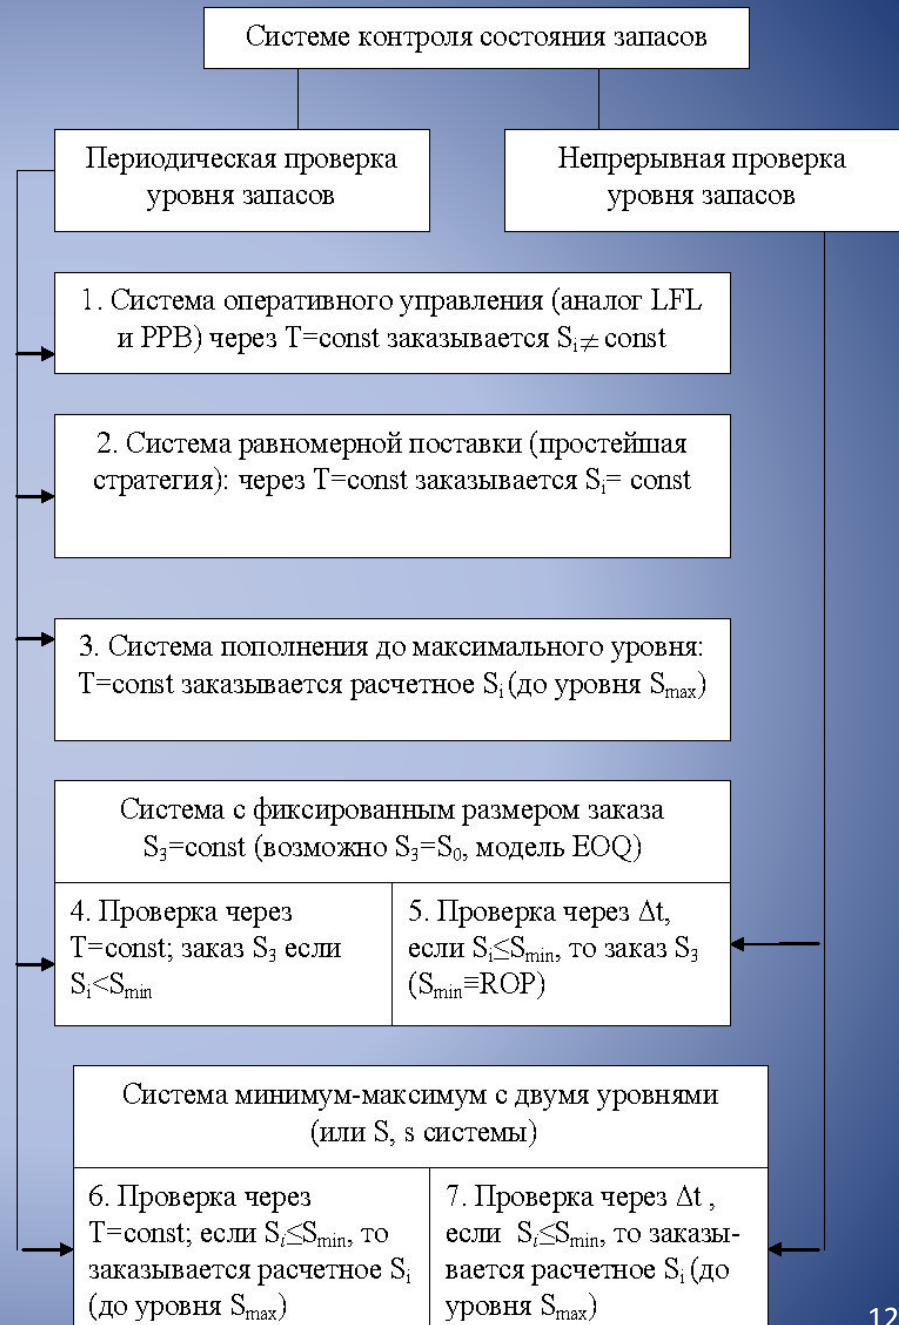 Системе контроля состояния запасов
Периодическая проверка
уровня запасов
Непрерывная проверка
уровня запасов
1. Система оперативного управления (аналог LFL
и PPB) через T=const заказывается Sᵢ≠ const
2. Система равномерной поставки (простейшая
стратегия): через T=const заказывается Sᵢ= const
3. Система пополнения до максимального уровня:
T=const заказывается расчетное Sᵢ (до уровня Smax)
Система с фиксированным размером заказа
S₃=const (возможно S₃=S₀, модель EOQ)
4. Проверка через
T=const; заказ S₃ если
Sᵢ<Smin
5. Проверка через Δt,
если Sᵢ≤Smin, то заказ S₃
(Smin≡ROP)
Система минимум-максимум с двумя уровнями
(или S, s системы)
6. Проверка через
T=const; если Sᵢ≤Smin, то
заказывается расчетное Sᵢ
(до уровня Smax)
7. Проверка через Δt ,
если Sᵢ≤Smin, то заказы-
вается расчетное Sᵢ (до
уровня Smax)
12